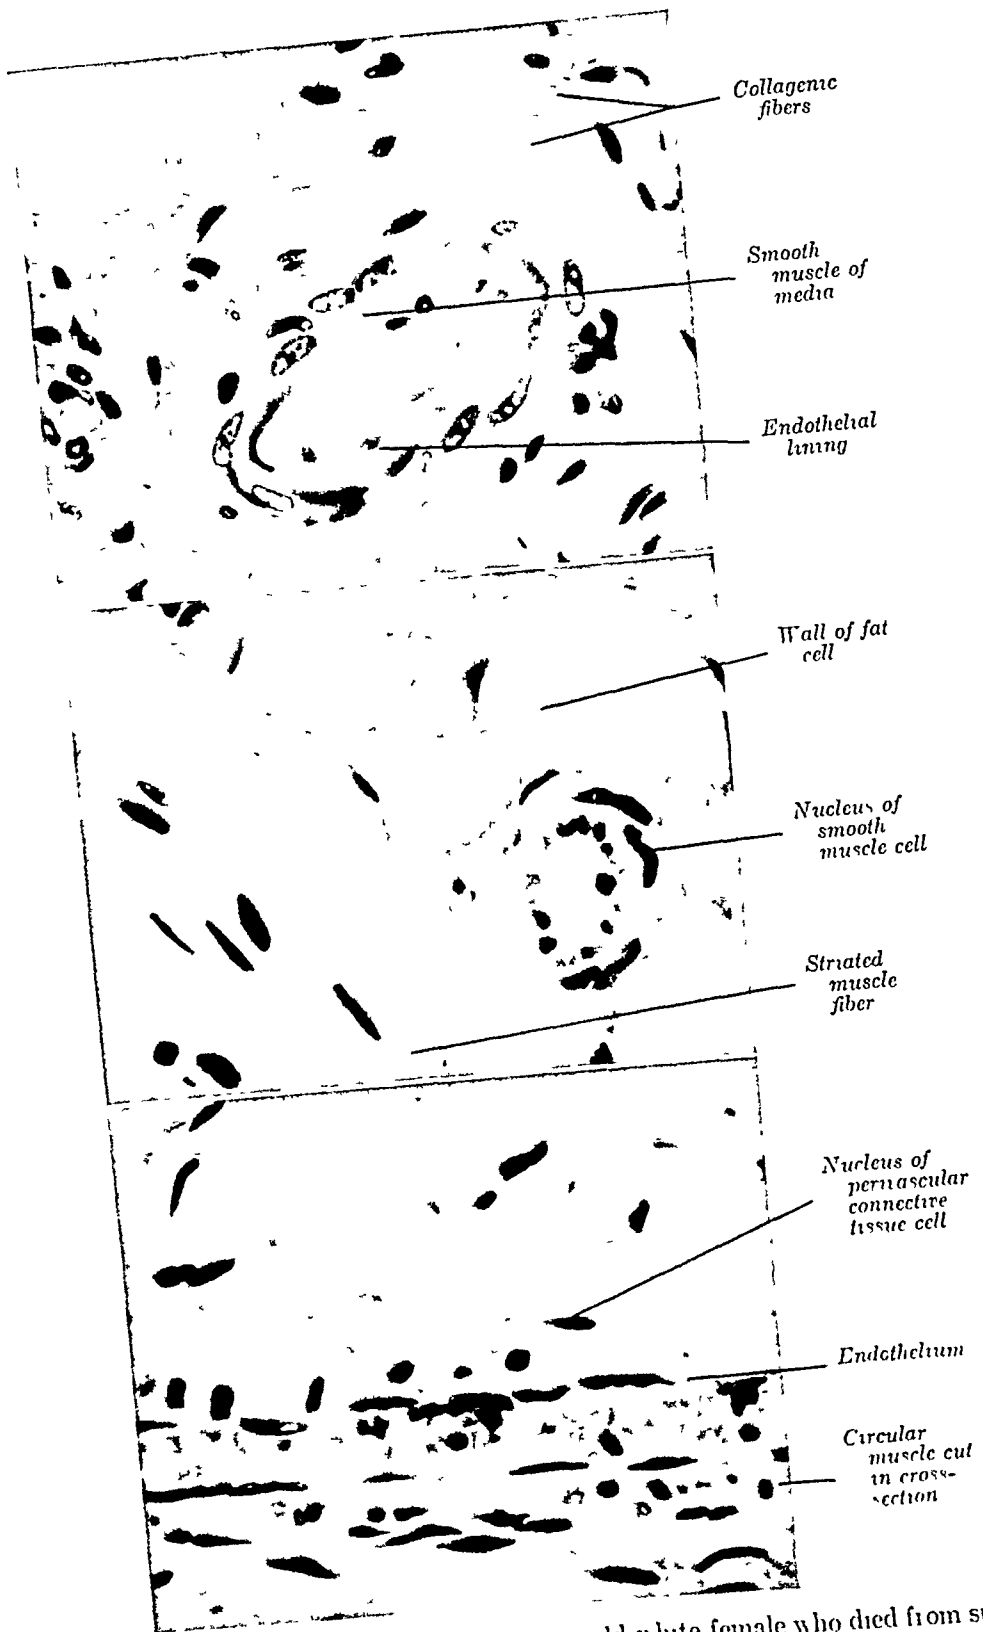 Collagenic
fibers
Smooth
muscle of
media
Endothelial
lining
Wall of fat
cell
Nucleus of
smooth
muscle cell
Striated
muscle
fiber
Nucleus of
perivascular
connective
tissue cell
Endothelium
Circular
muscle cut
in cross-
section
female who died from